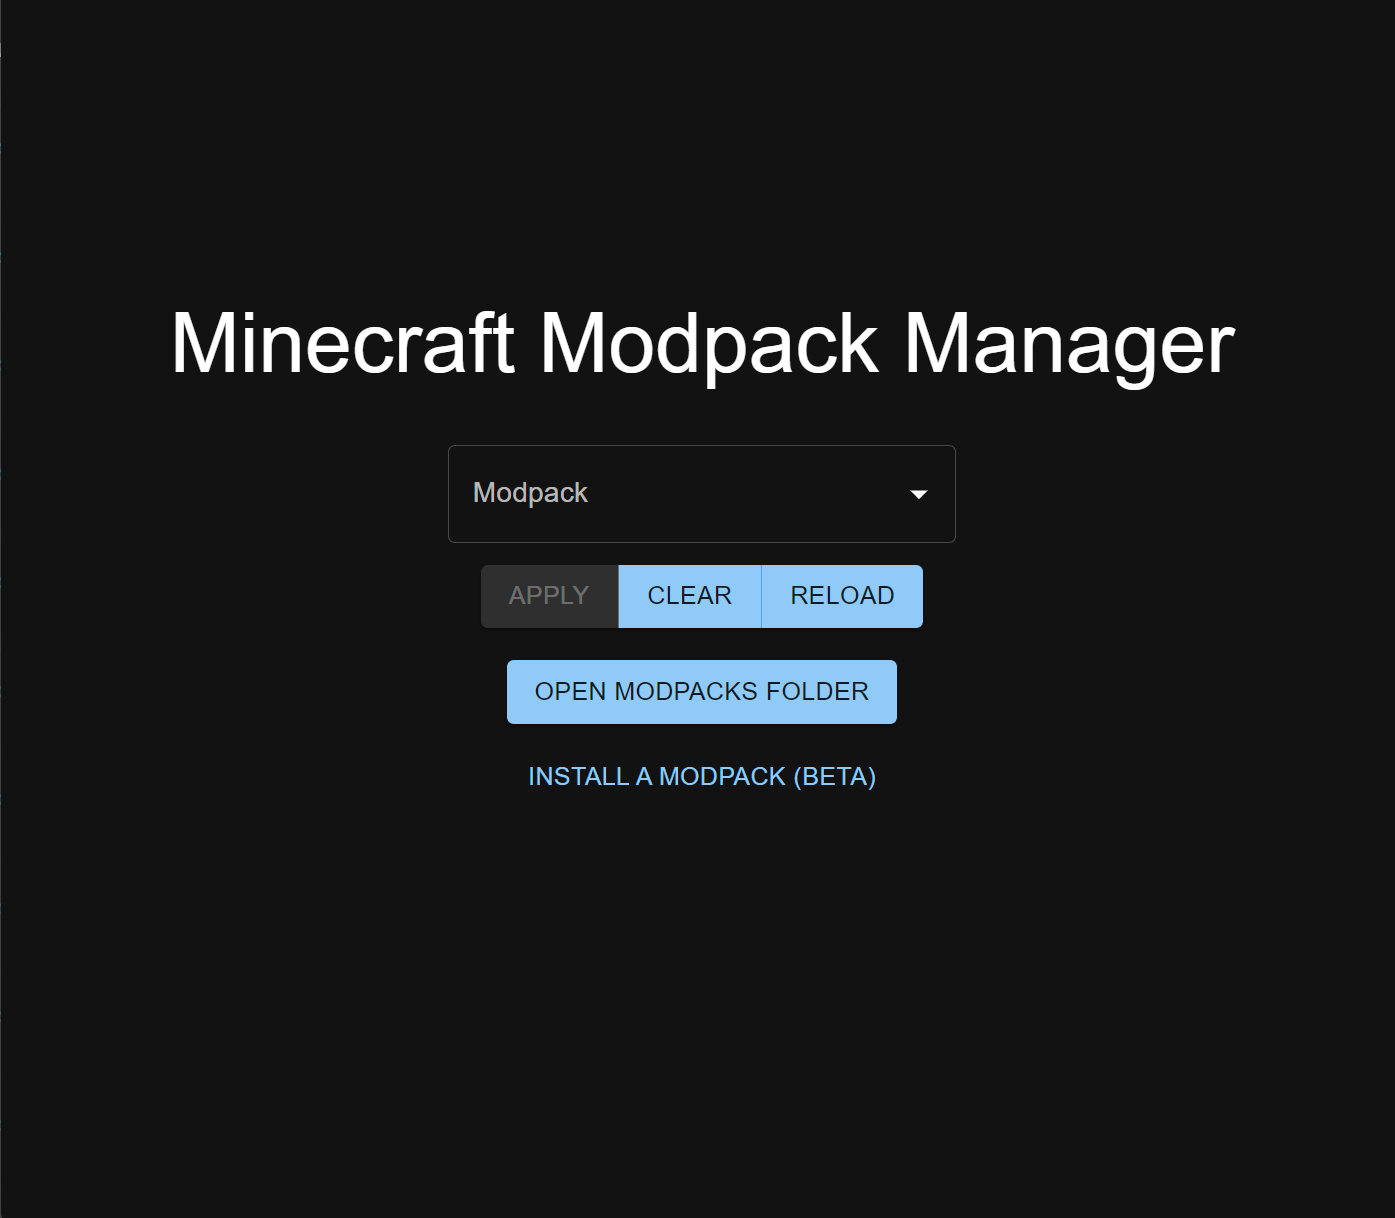 Minecraft Modpack Manager
Modpack
APPLY CLEAR RELOAD
OPEN MODPACKS FOLDER
INSTALL A MODPACK (BETA)